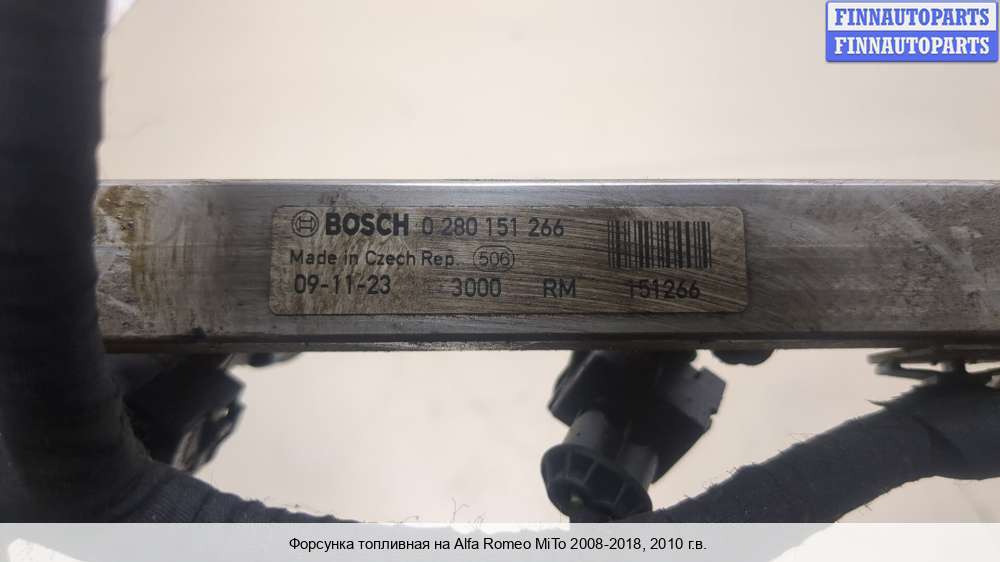 FINNAUTOPARTS
FINNAUTOPARTS
BOSCH 0 280 151 266
Made in Czech Rep. 506
09-11-23 3000 RM 151266
Форсунка топливная на Alfa Romeo MiTo 2008-2018, 2010 г.в.